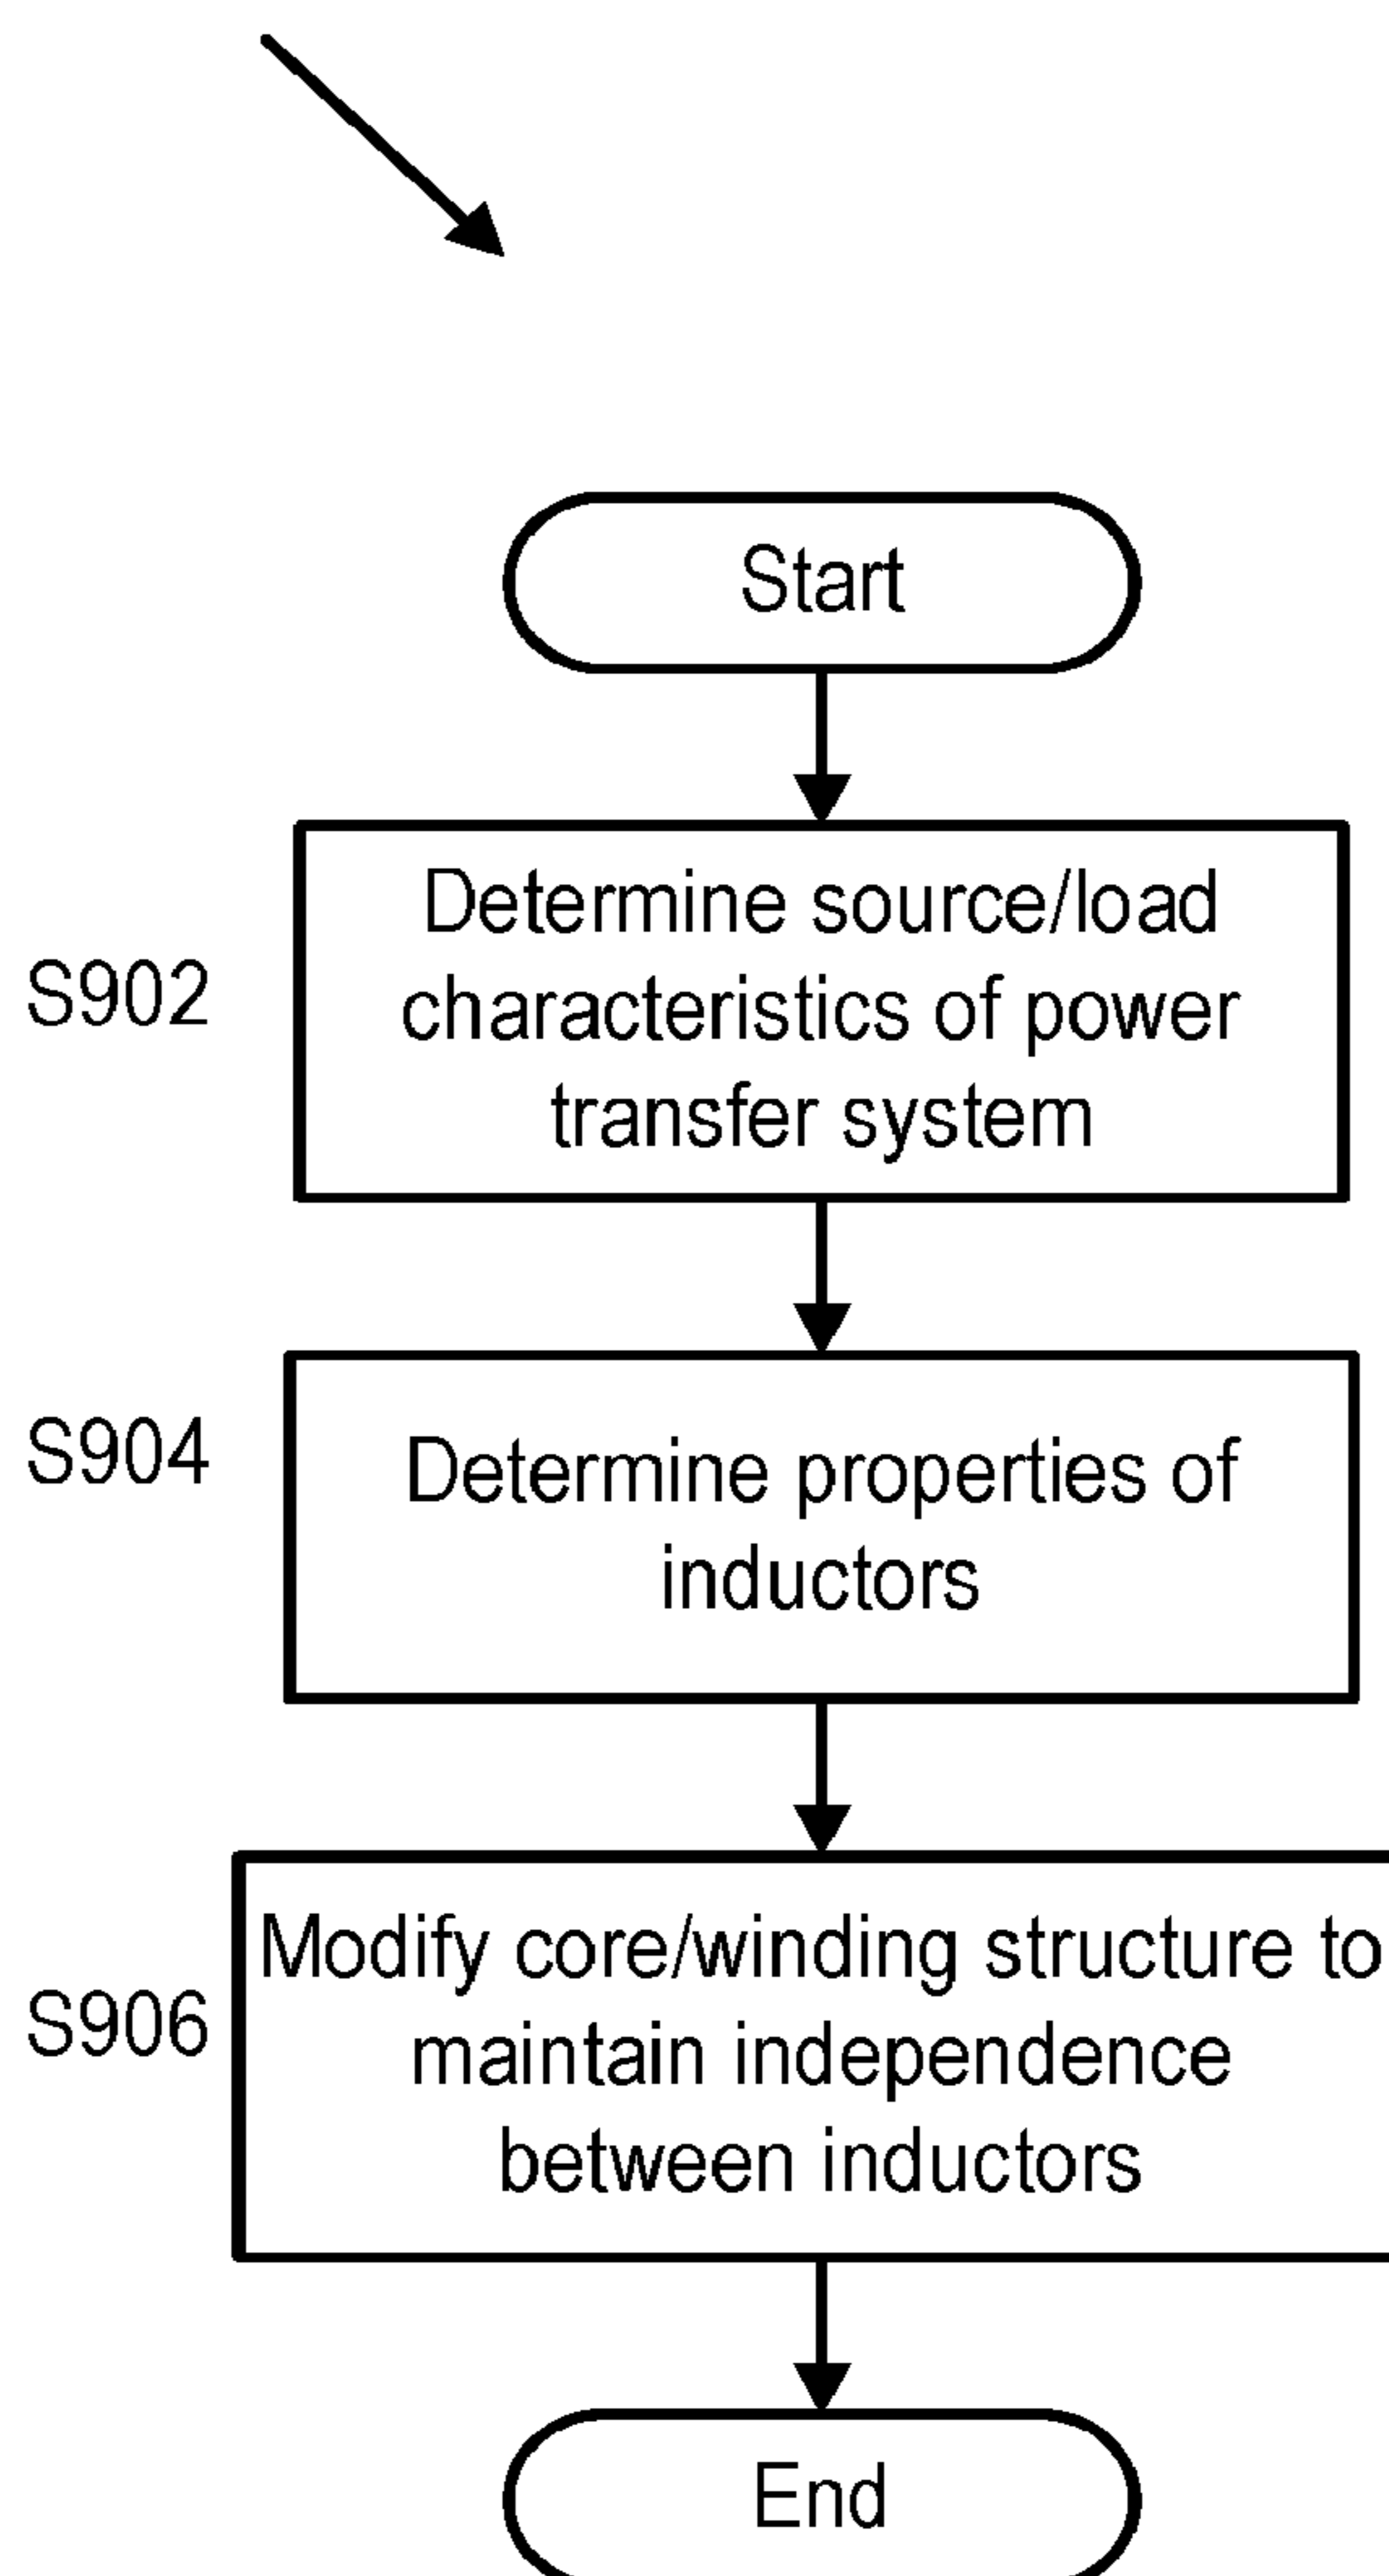 Start
S902
Determine source/load
characteristics of power
transfer system
S904
Determine properties of
inductors
S906
Modify core/winding structure to
maintain independence
between inductors
End